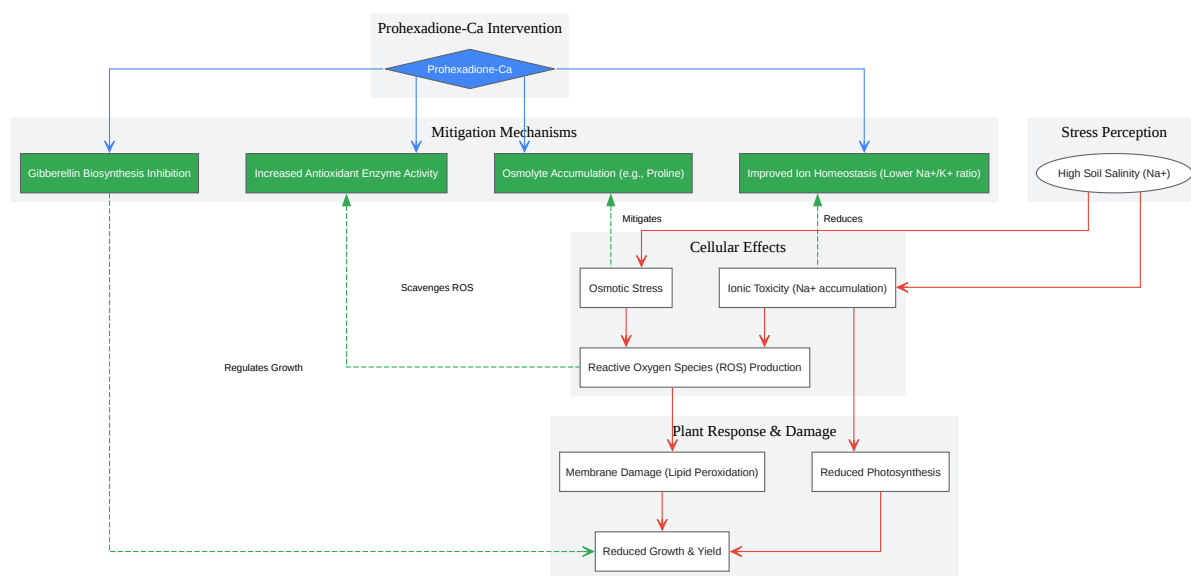 Prohexadione-Ca Intervention
Prohexadione-Ca
Mitigation Mechanisms
Stress Perception
Gibberellin Biosynthesis Inhibition
Increased Antioxidant Enzyme Activity
Osmolyte Accumulation (e.g., Proline)
Improved Ion Homeostasis (Lower Na+/K+ ratio)
High Soil Salinity (Na+)
Mitigates
Reduces
Cellular Effects
Scavenges ROS
Osmotic Stress
Ionic Toxicity (Na+ accumulation)
Regulates Growth
Reactive Oxygen Species (ROS) Production
Plant Response & Damage
Membrane Damage (Lipid Peroxidation)
Reduced Photosynthesis
Reduced Growth & Yield